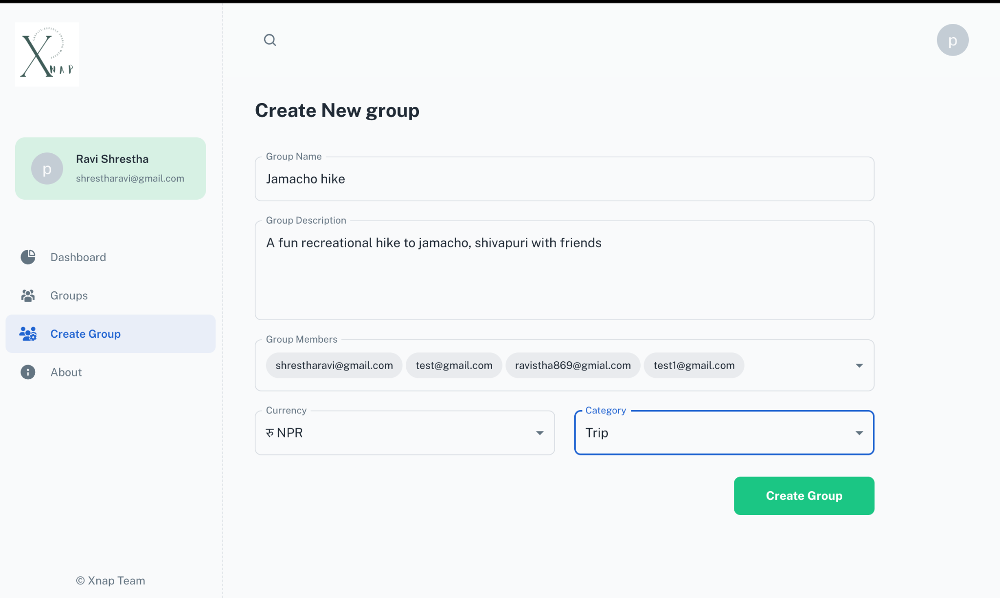 X NAP
p
Ravi Shrestha
shrestharavi@gmail.com
Dashboard
Groups
Create Group
About
© Xnap Team
p
Create New group
Group Name
Jamacho hike
Group Description
A fun recreational hike to jamacho, shivapuri with friends
Group Members
shrestharavi@gmail.com test@gmail.com ravistha869@gmial.com test1@gmail.com
Currency
रु NPR
Category
Trip
Create Group